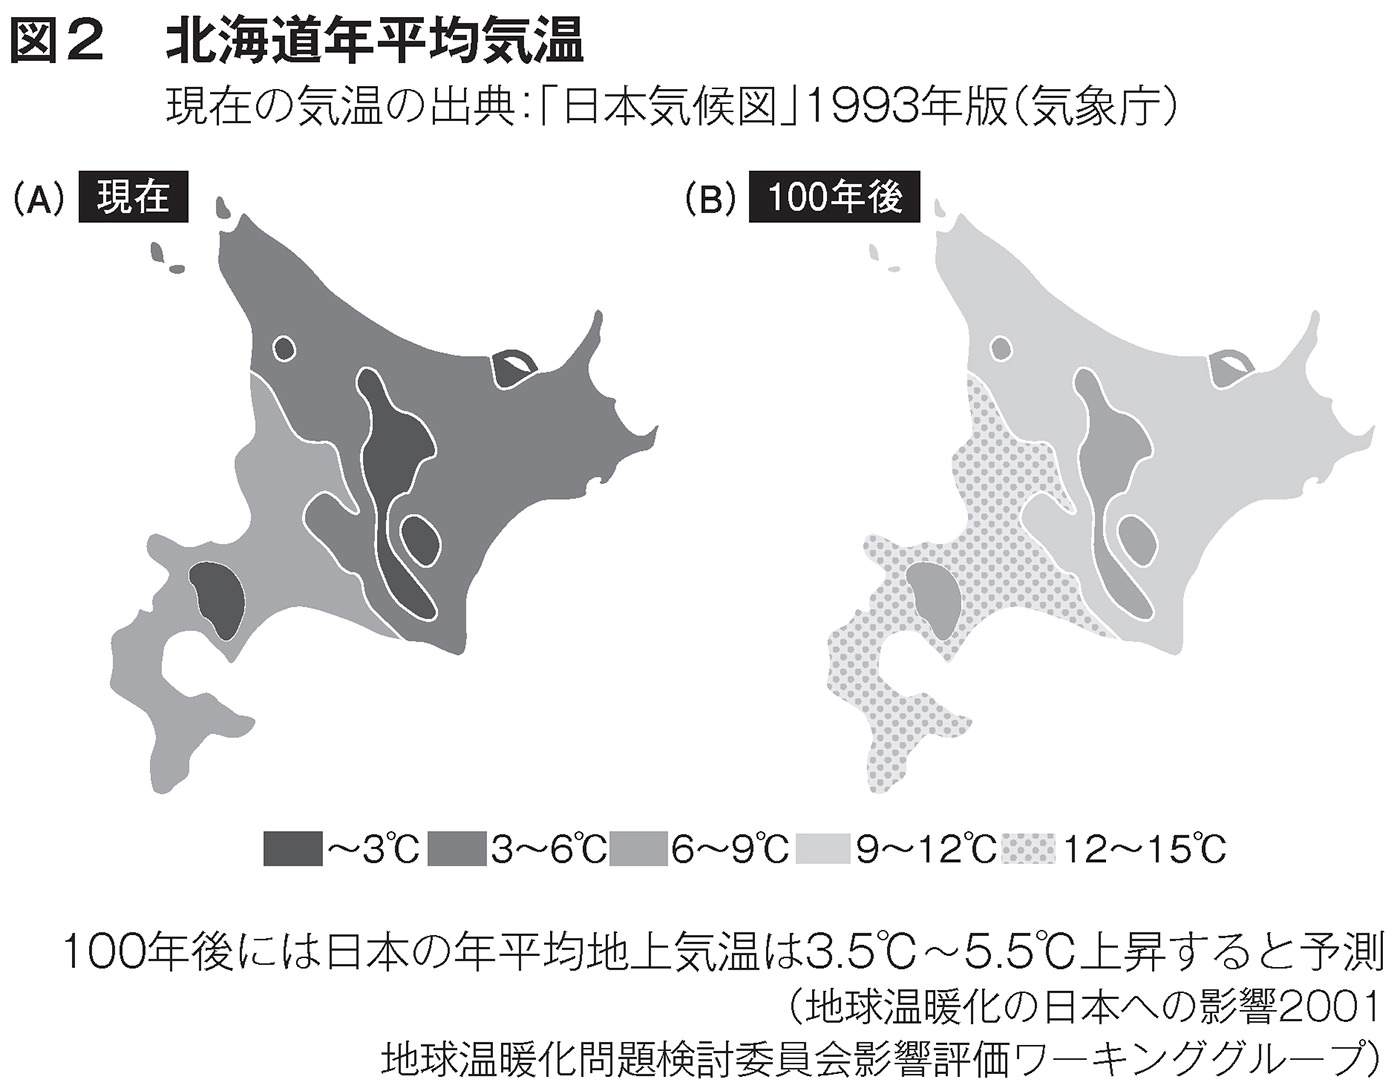 図2 北海道年平均気温
現在の気温の出典:「日本気候図」1993年版(気象庁)
(A) 現在
(B) 100年後
～3℃ 3～6℃ 6～9℃ 9～12℃ 12～15℃
100年後には日本の年平均地上気温は3.5℃～5.5℃上昇すると予測
(地球温暖化の日本への影響2001
地球温暖化問題検討委員会影響評価ワーキンググループ)